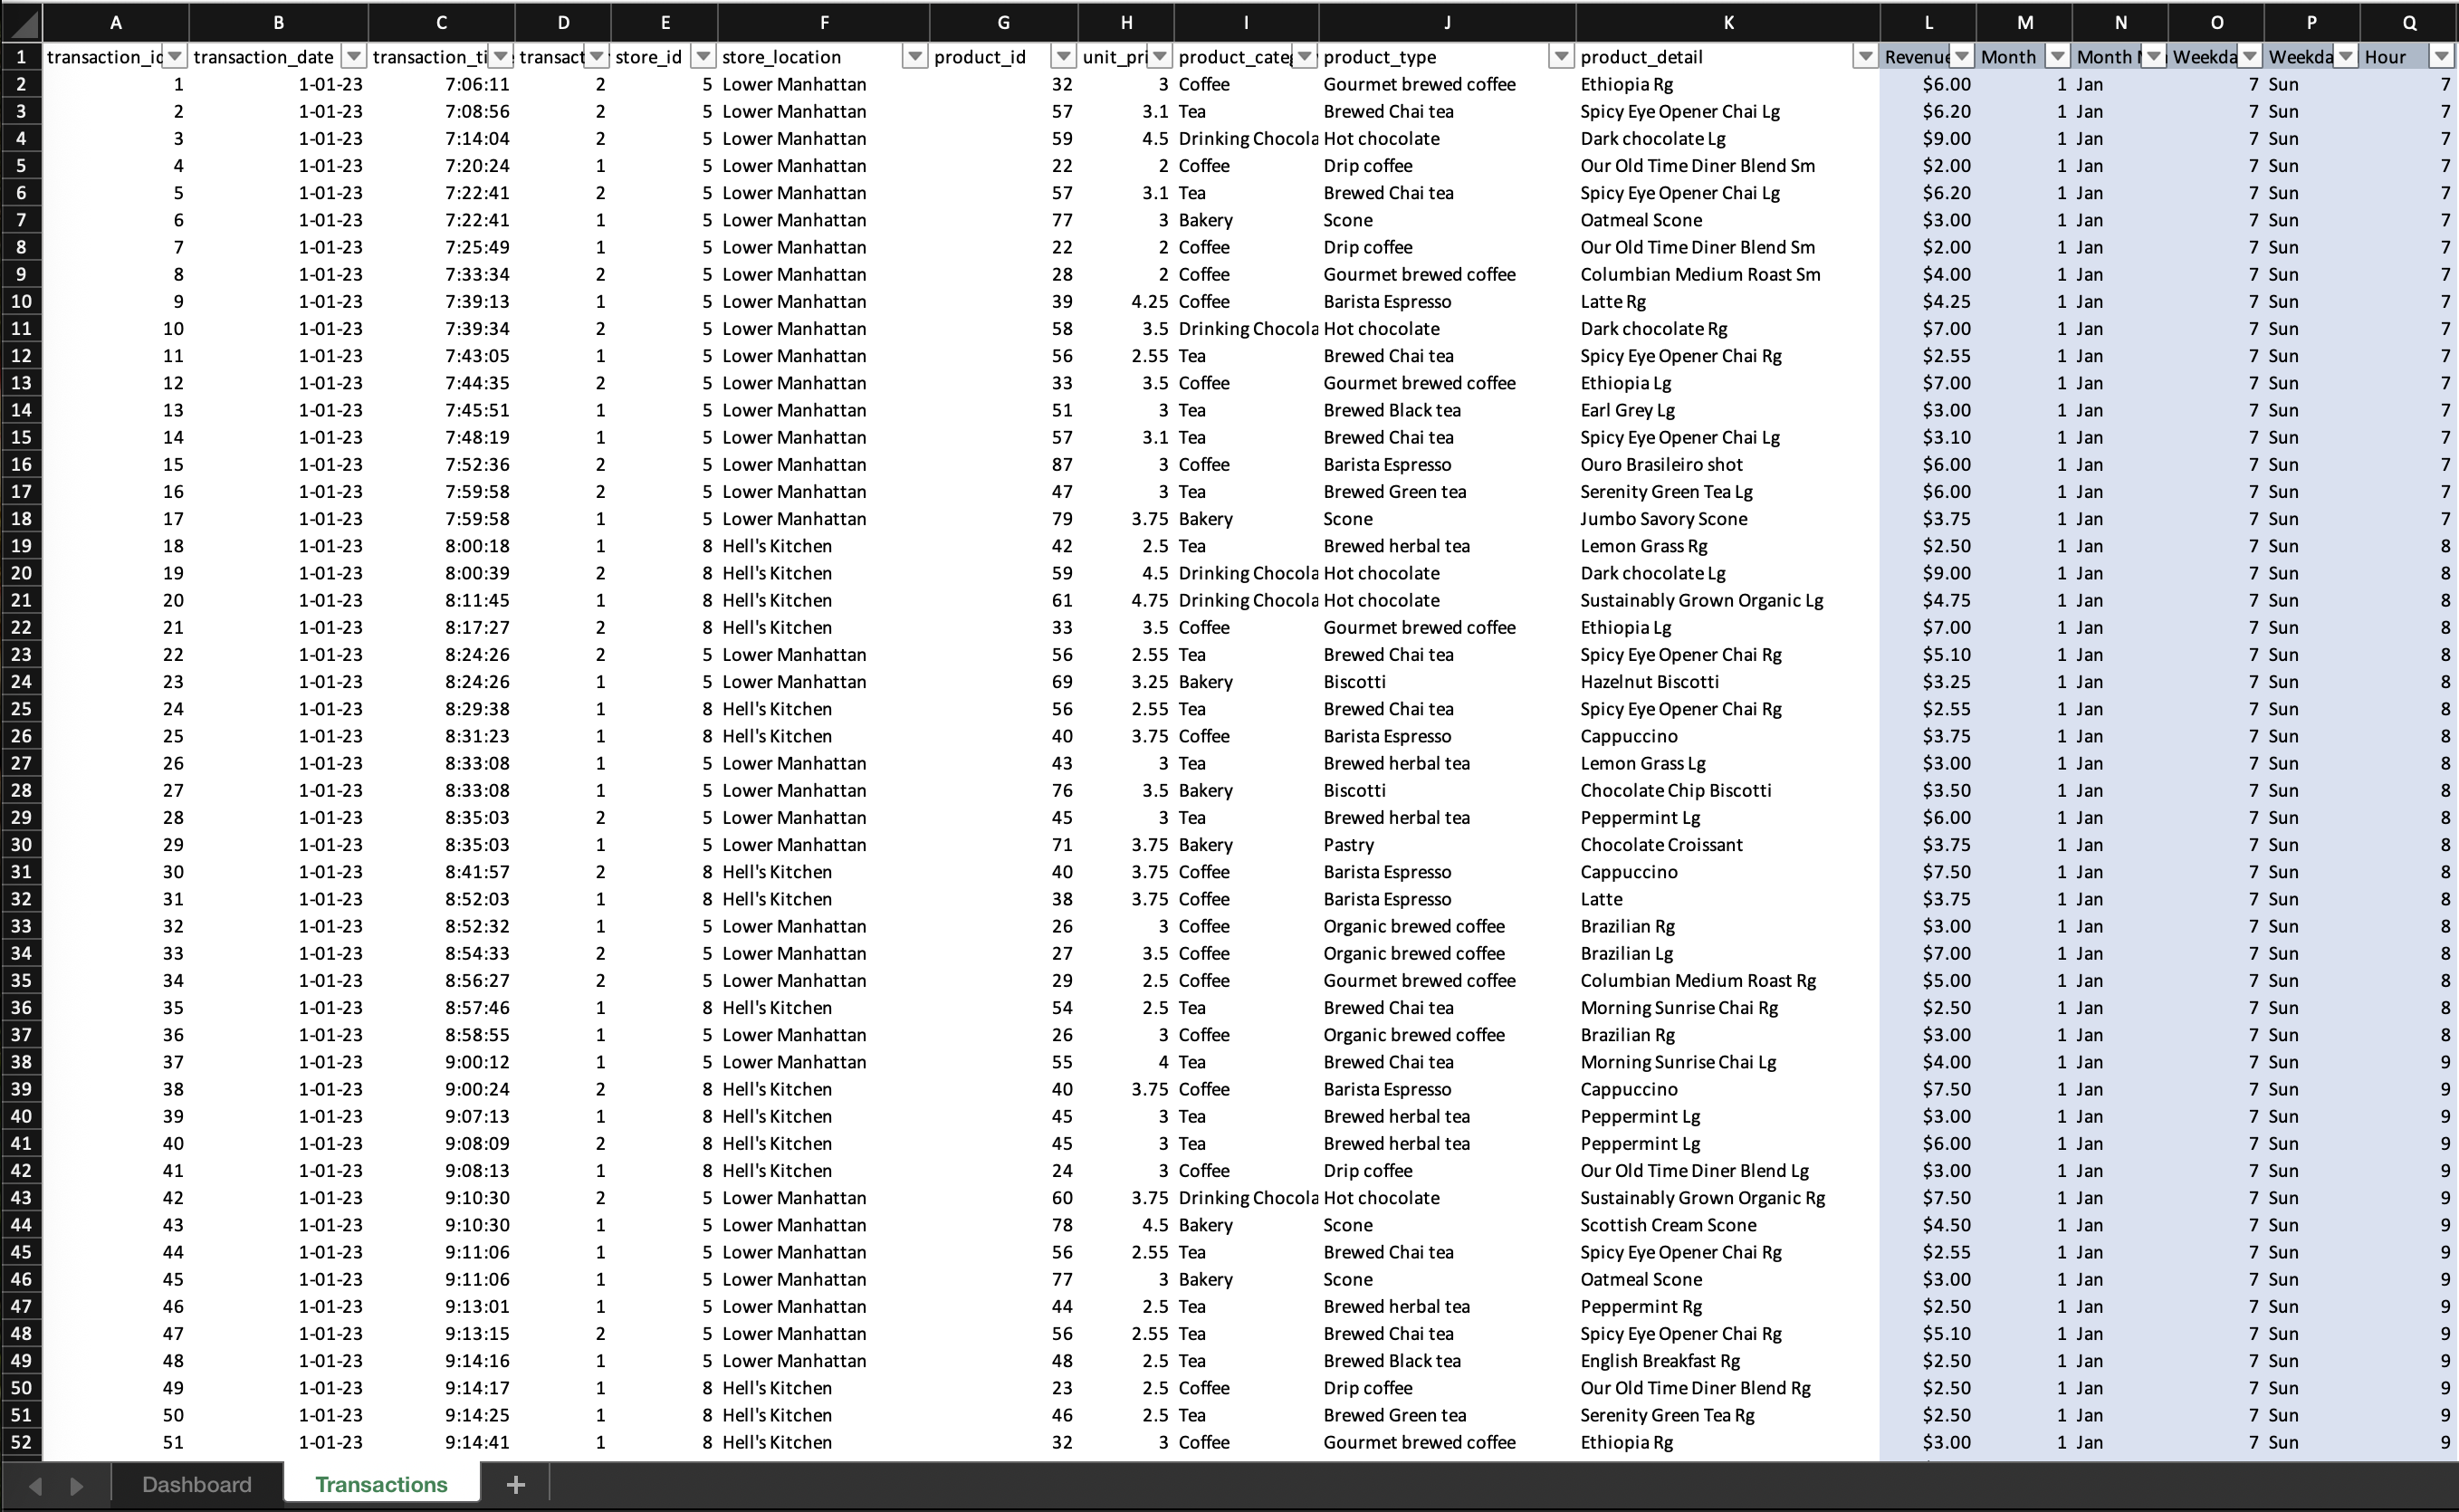 A B C D E F G H I J K L M N O P Q
1 transaction_id transaction_date transaction_ti transact store_id store_location product_id unit_pri product_categ product_type product_detail Revenue Month Month N Weekda Weekda Hour
2 1 1-01-23 7:06:11 2 5 Lower Manhattan 32 3 Coffee Gourmet brewed coffee Ethiopia Rg $6.00 1 Jan 7 Sun 7
3 2 1-01-23 7:08:56 2 5 Lower Manhattan 57 3.1 Tea Brewed Chai tea Spicy Eye Opener Chai Lg $6.20 1 Jan 7 Sun 7
4 3 1-01-23 7:14:04 2 5 Lower Manhattan 59 4.5 Drinking Chocola Hot chocolate Dark chocolate Lg $9.00 1 Jan 7 Sun 7
5 4 1-01-23 7:20:24 1 5 Lower Manhattan 22 2 Coffee Drip coffee Our Old Time Diner Blend Sm $2.00 1 Jan 7 Sun 7
6 5 1-01-23 7:22:41 2 5 Lower Manhattan 57 3.1 Tea Brewed Chai tea Spicy Eye Opener Chai Lg $6.20 1 Jan 7 Sun 7
7 6 1-01-23 7:22:41 1 5 Lower Manhattan 77 3 Bakery Scone Oatmeal Scone $3.00 1 Jan 7 Sun 7
8 7 1-01-23 7:25:49 1 5 Lower Manhattan 22 2 Coffee Drip coffee Our Old Time Diner Blend Sm $2.00 1 Jan 7 Sun 7
9 8 1-01-23 7:33:34 2 5 Lower Manhattan 28 2 Coffee Gourmet brewed coffee Columbian Medium Roast Sm $4.00 1 Jan 7 Sun 7
10 9 1-01-23 7:39:13 1 5 Lower Manhattan 39 4.25 Coffee Barista Espresso Latte Rg $4.25 1 Jan 7 Sun 7
11 10 1-01-23 7:39:34 2 5 Lower Manhattan 58 3.5 Drinking Chocola Hot chocolate Dark chocolate Rg $7.00 1 Jan 7 Sun 7
12 11 1-01-23 7:43:05 1 5 Lower Manhattan 56 2.55 Tea Brewed Chai tea Spicy Eye Opener Chai Rg $2.55 1 Jan 7 Sun 7
13 12 1-01-23 7:44:35 2 5 Lower Manhattan 33 3.5 Coffee Gourmet brewed coffee Ethiopia Lg $7.00 1 Jan 7 Sun 7
14 13 1-01-23 7:45:51 1 5 Lower Manhattan 51 3 Tea Brewed Black tea Earl Grey Lg $3.00 1 Jan 7 Sun 7
15 14 1-01-23 7:48:19 1 5 Lower Manhattan 57 3.1 Tea Brewed Chai tea Spicy Eye Opener Chai Lg $3.10 1 Jan 7 Sun 7
16 15 1-01-23 7:52:36 2 5 Lower Manhattan 87 3 Coffee Barista Espresso Ouro Brasileiro shot $6.00 1 Jan 7 Sun 7
17 16 1-01-23 7:59:58 2 5 Lower Manhattan 47 3 Tea Brewed Green tea Serenity Green Tea Lg $6.00 1 Jan 7 Sun 7
18 17 1-01-23 7:59:58 1 5 Lower Manhattan 79 3.75 Bakery Scone Jumbo Savory Scone $3.75 1 Jan 7 Sun 7
19 18 1-01-23 8:00:18 1 8 Hell's Kitchen 42 2.5 Tea Brewed herbal tea Lemon Grass Rg $2.50 1 Jan 7 Sun 8
20 19 1-01-23 8:00:39 2 8 Hell's Kitchen 59 4.5 Drinking Chocola Hot chocolate Dark chocolate Lg $9.00 1 Jan 7 Sun 8
21 20 1-01-23 8:11:45 1 8 Hell's Kitchen 61 4.75 Drinking Chocola Hot chocolate Sustainably Grown Organic Lg $4.75 1 Jan 7 Sun 8
22 21 1-01-23 8:17:27 2 8 Hell's Kitchen 33 3.5 Coffee Gourmet brewed coffee Ethiopia Lg $7.00 1 Jan 7 Sun 8
23 22 1-01-23 8:24:26 2 5 Lower Manhattan 56 2.55 Tea Brewed Chai tea Spicy Eye Opener Chai Rg $5.10 1 Jan 7 Sun 8
24 23 1-01-23 8:24:26 1 5 Lower Manhattan 69 3.25 Bakery Biscotti Hazelnut Biscotti $3.25 1 Jan 7 Sun 8
25 24 1-01-23 8:29:38 1 8 Hell's Kitchen 56 2.55 Tea Brewed Chai tea Spicy Eye Opener Chai Rg $2.55 1 Jan 7 Sun 8
26 25 1-01-23 8:31:23 1 8 Hell's Kitchen 40 3.75 Coffee Barista Espresso Cappuccino $3.75 1 Jan 7 Sun 8
27 26 1-01-23 8:33:08 1 5 Lower Manhattan 43 3 Tea Brewed herbal tea Lemon Grass Lg $3.00 1 Jan 7 Sun 8
28 27 1-01-23 8:33:08 1 5 Lower Manhattan 76 3.5 Bakery Biscotti Chocolate Chip Biscotti $3.50 1 Jan 7 Sun 8
29 28 1-01-23 8:35:03 2 5 Lower Manhattan 45 3 Tea Brewed herbal tea Peppermint Lg $6.00 1 Jan 7 Sun 8
30 29 1-01-23 8:35:03 1 5 Lower Manhattan 71 3.75 Bakery Pastry Chocolate Croissant $3.75 1 Jan 7 Sun 8
31 30 1-01-23 8:41:57 2 8 Hell's Kitchen 40 3.75 Coffee Barista Espresso Cappuccino $7.50 1 Jan 7 Sun 8
32 31 1-01-23 8:52:03 1 8 Hell's Kitchen 38 3.75 Coffee Barista Espresso Latte $3.75 1 Jan 7 Sun 8
33 32 1-01-23 8:52:32 1 5 Lower Manhattan 26 3 Coffee Organic brewed coffee Brazilian Rg $3.00 1 Jan 7 Sun 8
34 33 1-01-23 8:54:33 2 5 Lower Manhattan 27 3.5 Coffee Organic brewed coffee Brazilian Lg $7.00 1 Jan 7 Sun 8
35 34 1-01-23 8:56:27 2 5 Lower Manhattan 29 2.5 Coffee Gourmet brewed coffee Columbian Medium Roast Rg $5.00 1 Jan 7 Sun 8
36 35 1-01-23 8:57:46 1 8 Hell's Kitchen 54 2.5 Tea Brewed Chai tea Morning Sunrise Chai Rg $2.50 1 Jan 7 Sun 8
37 36 1-01-23 8:58:55 1 5 Lower Manhattan 26 3 Coffee Organic brewed coffee Brazilian Rg $3.00 1 Jan 7 Sun 8
38 37 1-01-23 9:00:12 1 5 Lower Manhattan 55 4 Tea Brewed Chai tea Morning Sunrise Chai Lg $4.00 1 Jan 7 Sun 9
39 38 1-01-23 9:00:24 2 8 Hell's Kitchen 40 3.75 Coffee Barista Espresso Cappuccino $7.50 1 Jan 7 Sun 9
40 39 1-01-23 9:07:13 1 8 Hell's Kitchen 45 3 Tea Brewed herbal tea Peppermint Lg $3.00 1 Jan 7 Sun 9
41 40 1-01-23 9:08:09 2 8 Hell's Kitchen 45 3 Tea Brewed herbal tea Peppermint Lg $6.00 1 Jan 7 Sun 9
42 41 1-01-23 9:08:13 1 8 Hell's Kitchen 24 3 Coffee Drip coffee Our Old Time Diner Blend Lg $3.00 1 Jan 7 Sun 9
43 42 1-01-23 9:10:30 2 5 Lower Manhattan 60 3.75 Drinking Chocola Hot chocolate Sustainably Grown Organic Rg $7.50 1 Jan 7 Sun 9
44 43 1-01-23 9:10:30 1 5 Lower Manhattan 78 4.5 Bakery Scone Scottish Cream Scone $4.50 1 Jan 7 Sun 9
45 44 1-01-23 9:11:06 1 5 Lower Manhattan 56 2.55 Tea Brewed Chai tea Spicy Eye Opener Chai Rg $2.55 1 Jan 7 Sun 9
46 45 1-01-23 9:11:06 1 5 Lower Manhattan 77 3 Bakery Scone Oatmeal Scone $3.00 1 Jan 7 Sun 9
47 46 1-01-23 9:13:01 1 5 Lower Manhattan 44 2.5 Tea Brewed herbal tea Peppermint Rg $2.50 1 Jan 7 Sun 9
48 47 1-01-23 9:13:15 2 5 Lower Manhattan 56 2.55 Tea Brewed Chai tea Spicy Eye Opener Chai Rg $5.10 1 Jan 7 Sun 9
49 48 1-01-23 9:14:16 1 5 Lower Manhattan 48 2.5 Tea Brewed Black tea English Breakfast Rg $2.50 1 Jan 7 Sun 9
50 49 1-01-23 9:14:17 1 8 Hell's Kitchen 23 2.5 Coffee Drip coffee Our Old Time Diner Blend Rg $2.50 1 Jan 7 Sun 9
51 50 1-01-23 9:14:25 1 8 Hell's Kitchen 46 2.5 Tea Brewed Green tea Serenity Green Tea Rg $2.50 1 Jan 7 Sun 9
52 51 1-01-23 9:14:41 1 8 Hell's Kitchen 32 3 Coffee Gourmet brewed coffee Ethiopia Rg $3.00 1 Jan 7 Sun 9
Dashboard Transactions +